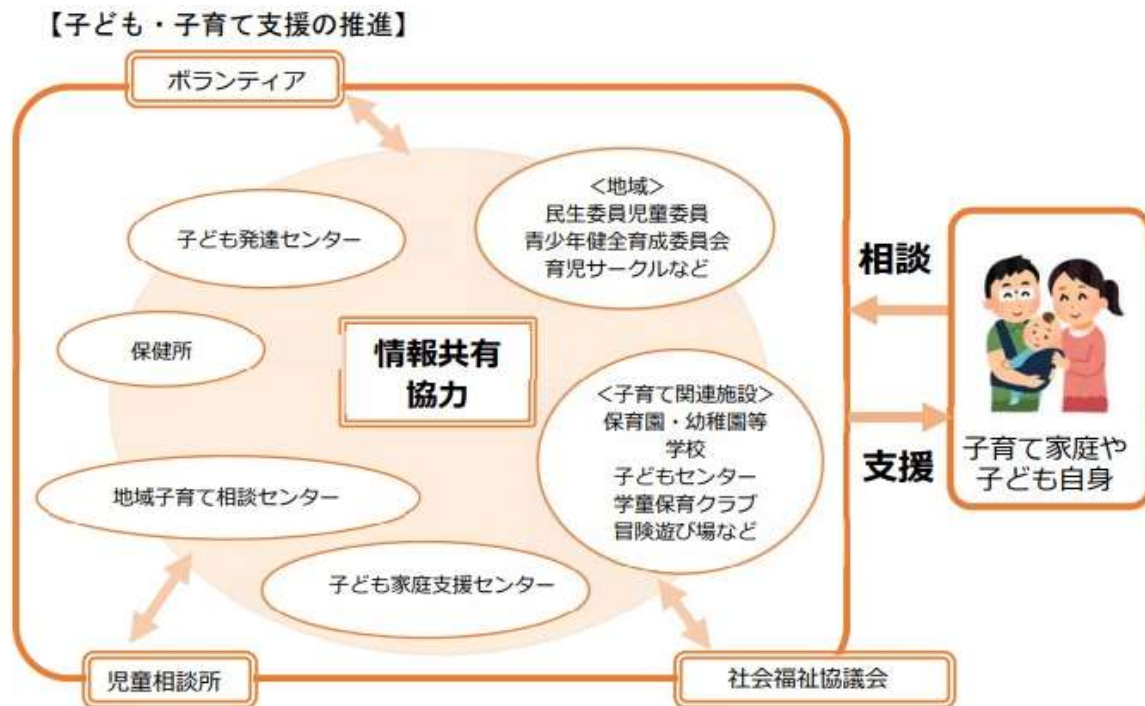 【子ども・子育て支援の推進】
ボランティア
<地域>
民生委員児童委員
青少年健全育成委員会
育児サークルなど
子ども発達センター
相談
保健所
情報共有
協力
<子育て関連施設>
保育園・幼稚園等
学校
子どもセンター
学童保育クラブ
冒険遊び場など
支援
子育て家庭や
子ども自身
地域子育て相談センター
子ども家庭支援センター
児童相談所
社会福祉協議会